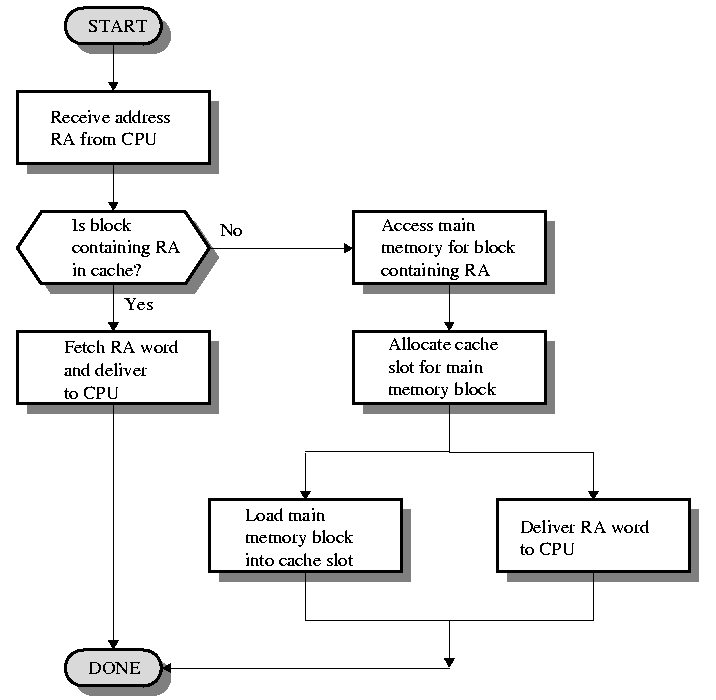 START
Receive address
RA from CPU
Is block
containing RA
in cache?
No
Access main
memory for block
containing RA
Yes
Fetch RA word
and deliver
to CPU
Allocate cache
slot for main
memory block
Load main
memory block
into cache slot
Deliver RA word
to CPU
DONE